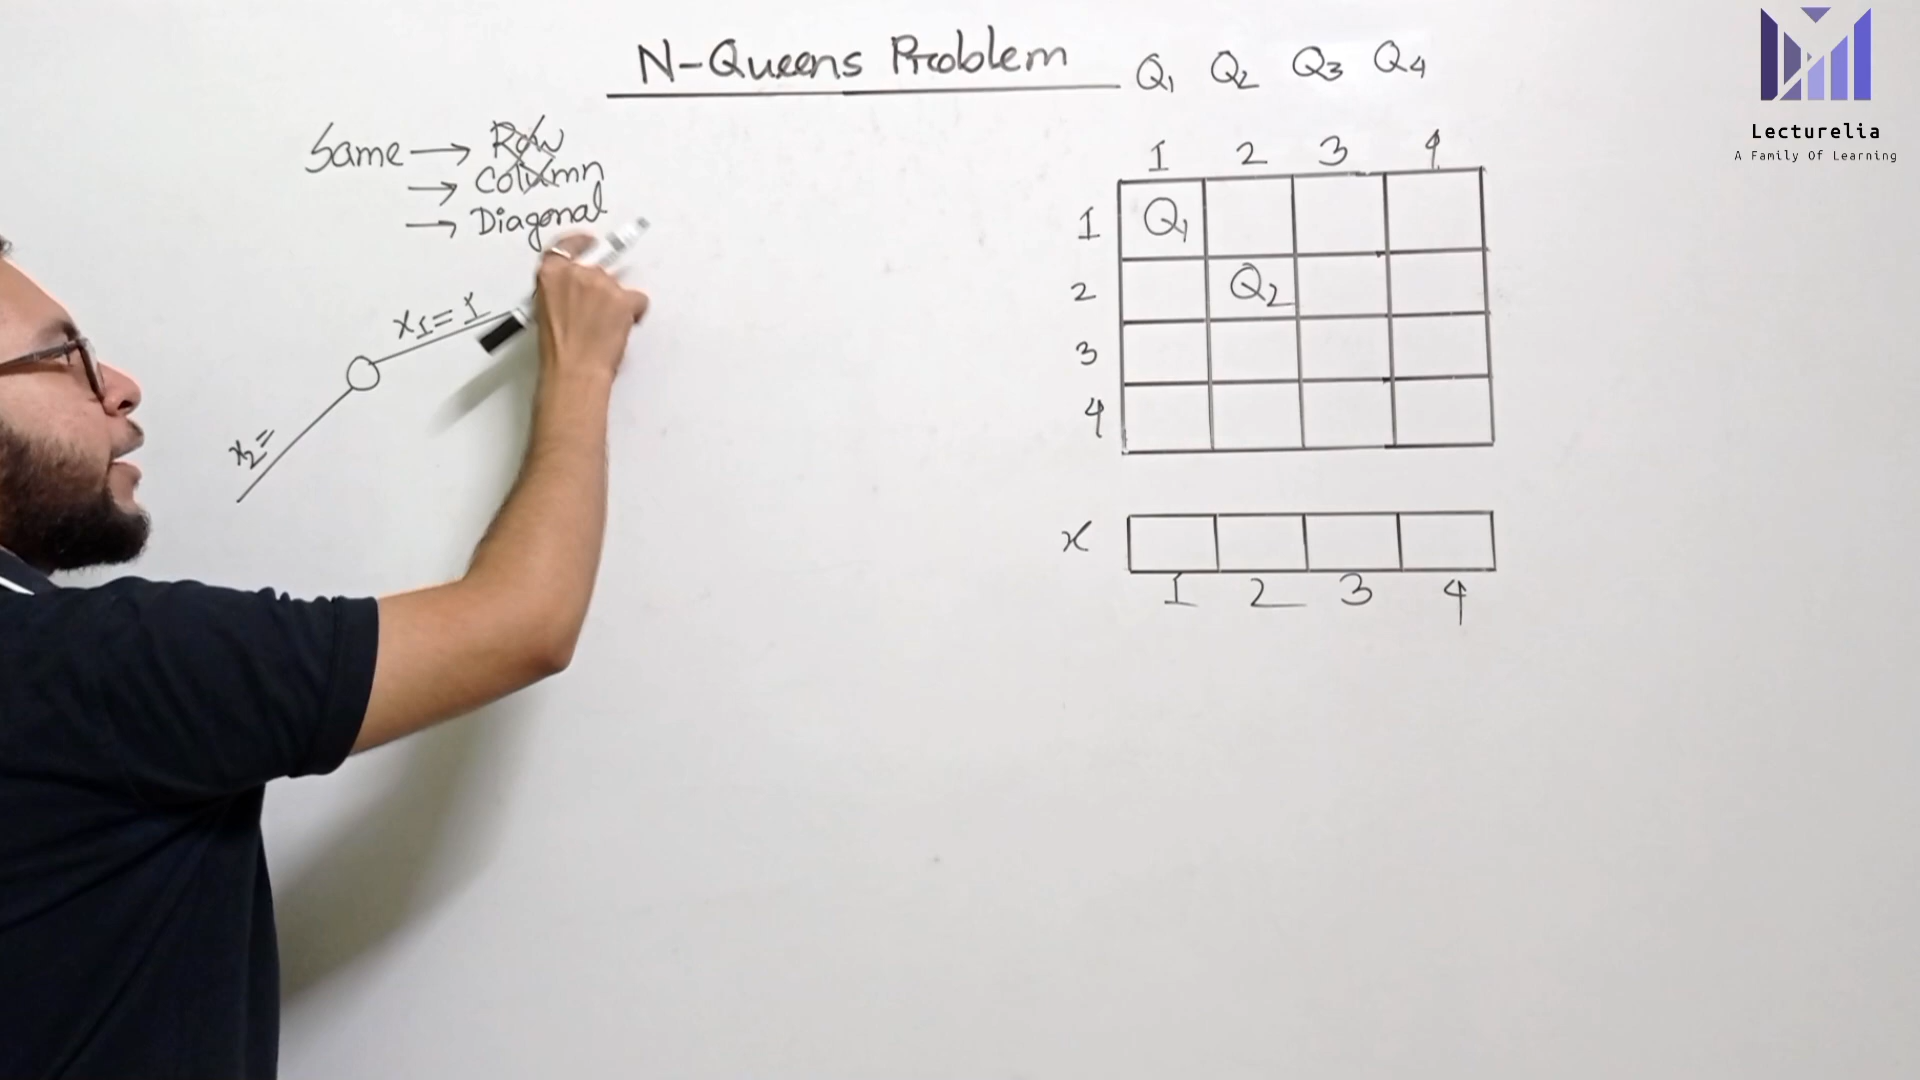 N-Queens Problem
Q1 Q2 Q3 Q4
Lecturelia
A Family Of Learning
Same → Row
→ Column
→ Diagonal
x1 = 1
x2 =
1 2 3 4
1 Q1
2 Q2
3
4
x
1 2 3 4